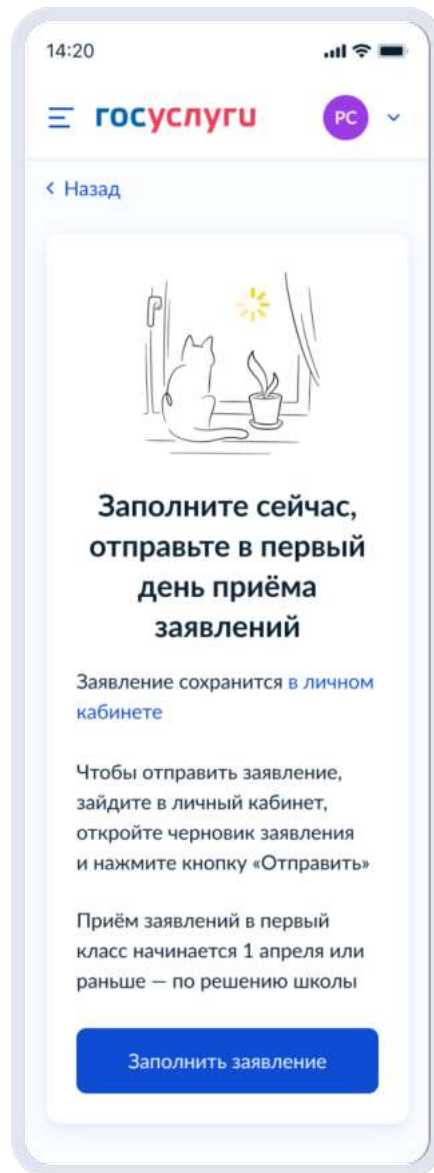 14:20
госуслуги
РС
Назад
Заполните сейчас,
отправьте в первый
день приёма
заявлений
Заявление сохранится в личном
кабинете
Чтобы отправить заявление,
зайдите в личный кабинет,
откройте черновик заявления
и нажмите кнопку «Отправить»
Приём заявлений в первый
класс начинается 1 апреля или
раньше — по решению школы
Заполнить заявление